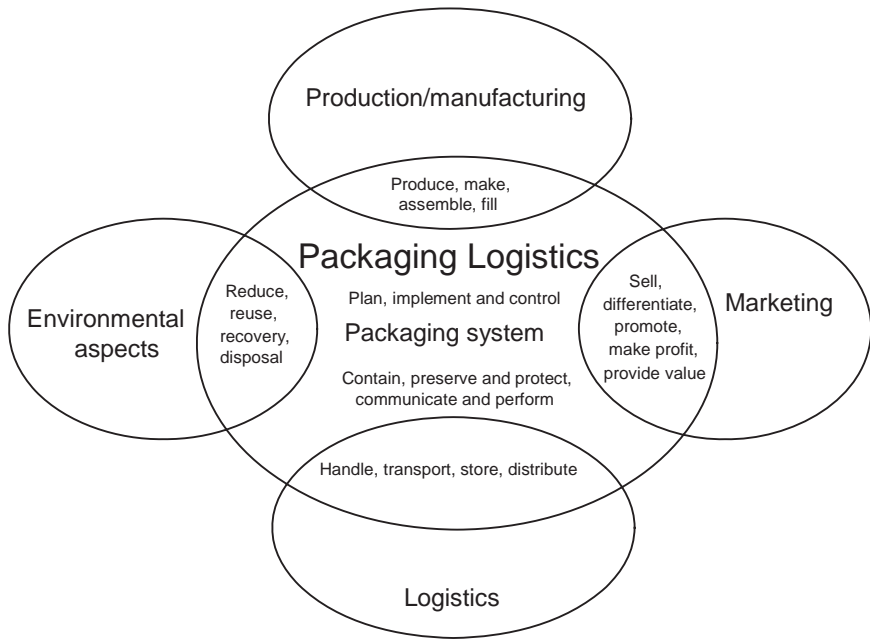 Production/manufacturing
Produce, make,
assemble, fill
Packaging Logistics
Plan, implement and control
Packaging system
Contain, preserve and protect,
communicate and perform
Environmental
aspects
Reduce,
reuse,
recovery,
disposal
Sell,
differentiate,
promote,
make profit,
provide value
Marketing
Handle, transport, store, distribute
Logistics